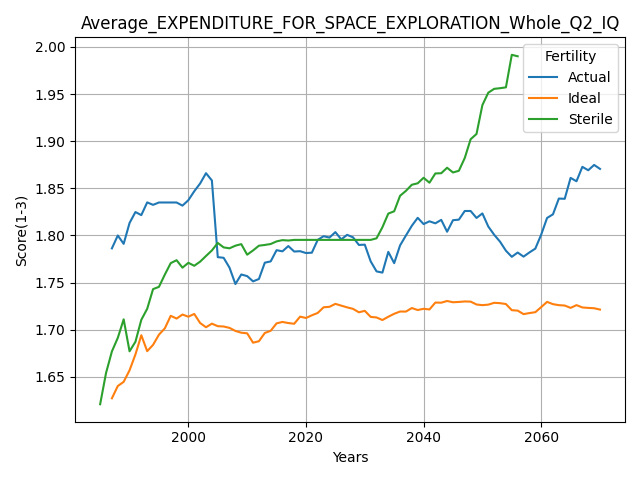 Average_EXPENDITURE_FOR_SPACE_EXPLORATION_Whole_Q2_IQ
Fertility
Actual
Ideal
Sterile
Score(1-3)
2.00
1.95
1.90
1.85
1.80
1.75
1.70
1.65
2000 2020 2040 2060
Years